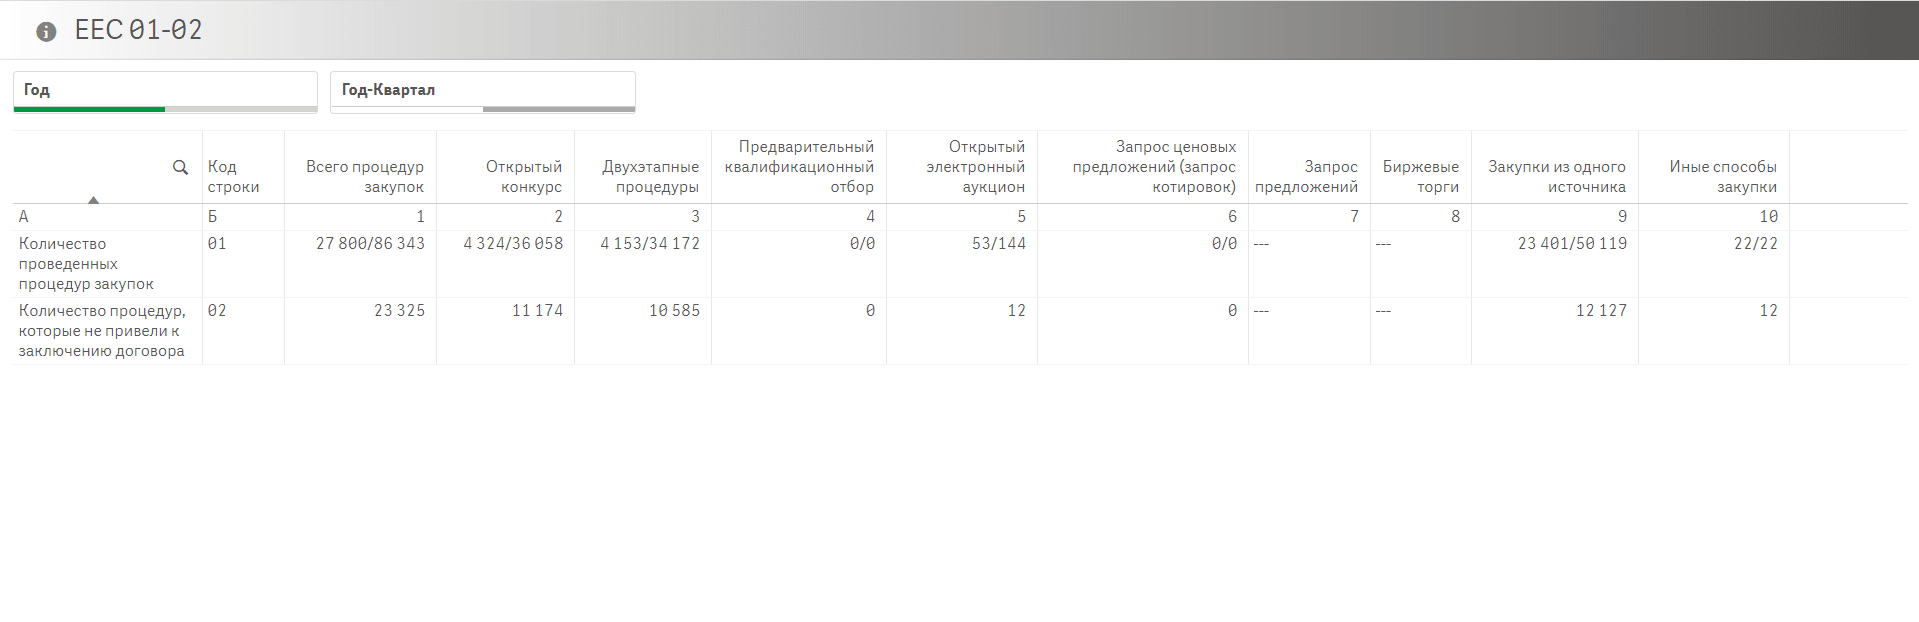 EEC 01-02
Год
Год-Квартал
Код строки
Всего процедур закупок
Открытый конкурс
Двухэтапные процедуры
Предварительный квалификационный отбор
Открытый электронный аукцион
Запрос ценовых предложений (запрос котировок)
Запрос предложений
Биржевые торги
Закупки из одного источника
Иные способы закупки
А Б 1 2 3 4 5 6 7 8 9 10
Количество проведенных процедур закупок 01 27 800/86 343 4 324/36 058 4 153/34 172 0/0 53/144 0/0 --- --- 23 401/50 119 22/22
Количество процедур, которые не привели к заключению договора 02 23 325 11 174 10 585 0 12 0 --- --- 12 127 12